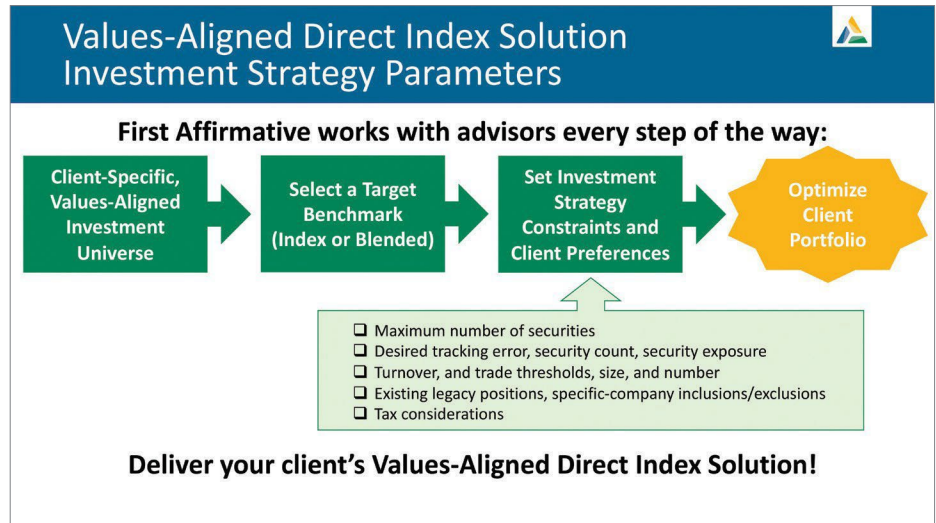 Values-Aligned Direct Index Solution
Investment Strategy Parameters
First Affirmative works with advisors every step of the way:
Client-Specific,
Values-Aligned
Investment
Universe
Select a Target
Benchmark
(Index or Blended)
Set Investment
Strategy
Constraints and
Client Preferences
Optimize
Client
Portfolio
❑ Maximum number of securities
❑ Desired tracking error, security count, security exposure
❑ Turnover, and trade thresholds, size, and number
❑ Existing legacy positions, specific-company inclusions/exclusions
❑ Tax considerations
Deliver your client’s Values-Aligned Direct Index Solution!